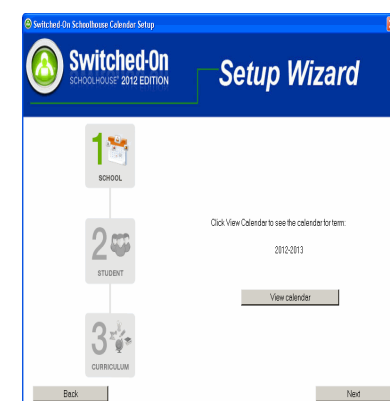 Switched-On Schoolhouse Calendar Setup
Switched-On
SCHOOLHOUSE® 2012 EDITION
Setup Wizard
1
SCHOOL
2
STUDENT
3
CURRICULUM
Click View Calendar to see the calendar for term:
2012-2013
View calendar
Back
Next